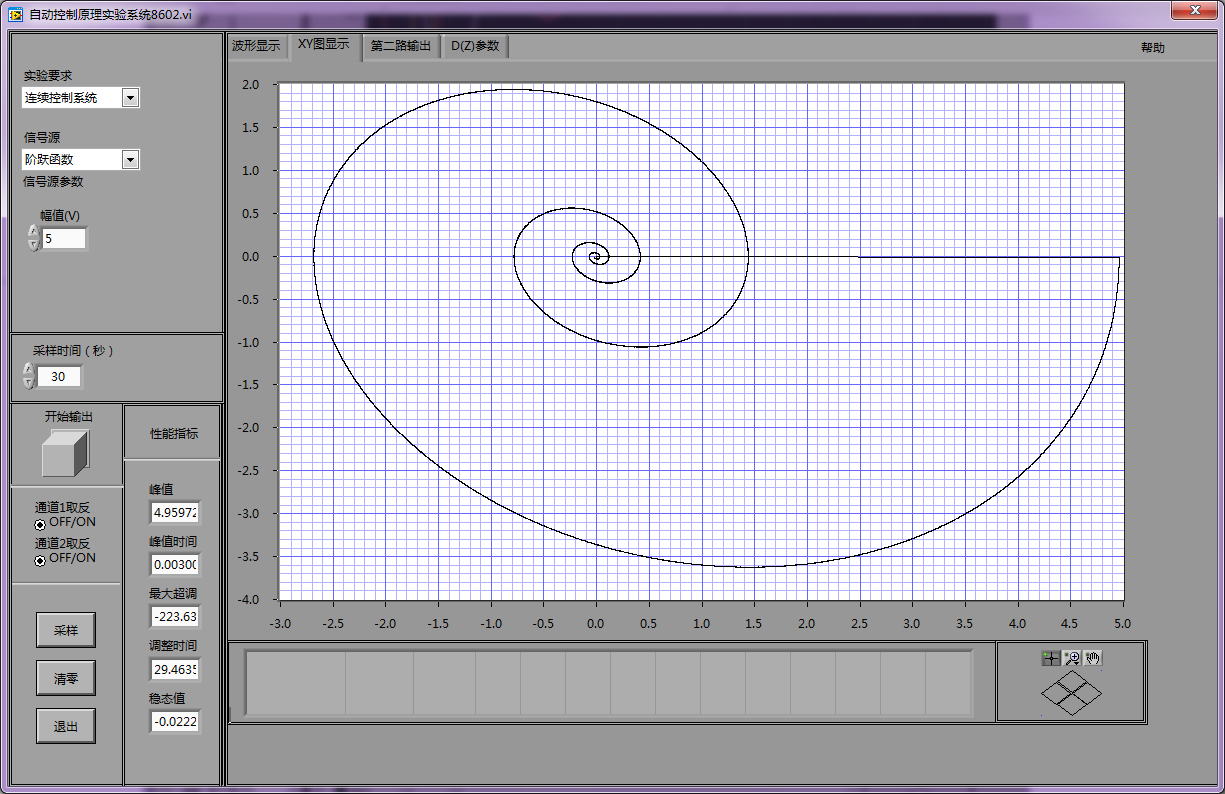 自动控制原理实验系统8602.vi
波形显示 XY图显示 第二路输出 D(Z)参数 帮助
实验要求
连续控制系统
信号源
阶跃函数
信号源参数
幅值(V)
5
采样时间（秒）
30
开始输出
通道1取反
OFF/ON
通道2取反
OFF/ON
采样
清零
退出
性能指标
峰值
4.95972
峰值时间
0.00300
最大超调
-223.63
调整时间
29.4635
稳态值
-0.0222
2.0
1.5
1.0
0.5
0.0
-0.5
-1.0
-1.5
-2.0
-2.5
-3.0
-3.5
-4.0
-3.0 -2.5 -2.0 -1.5 -1.0 -0.5 0.0 0.5 1.0 1.5 2.0 2.5 3.0 3.5 4.0 4.5 5.0